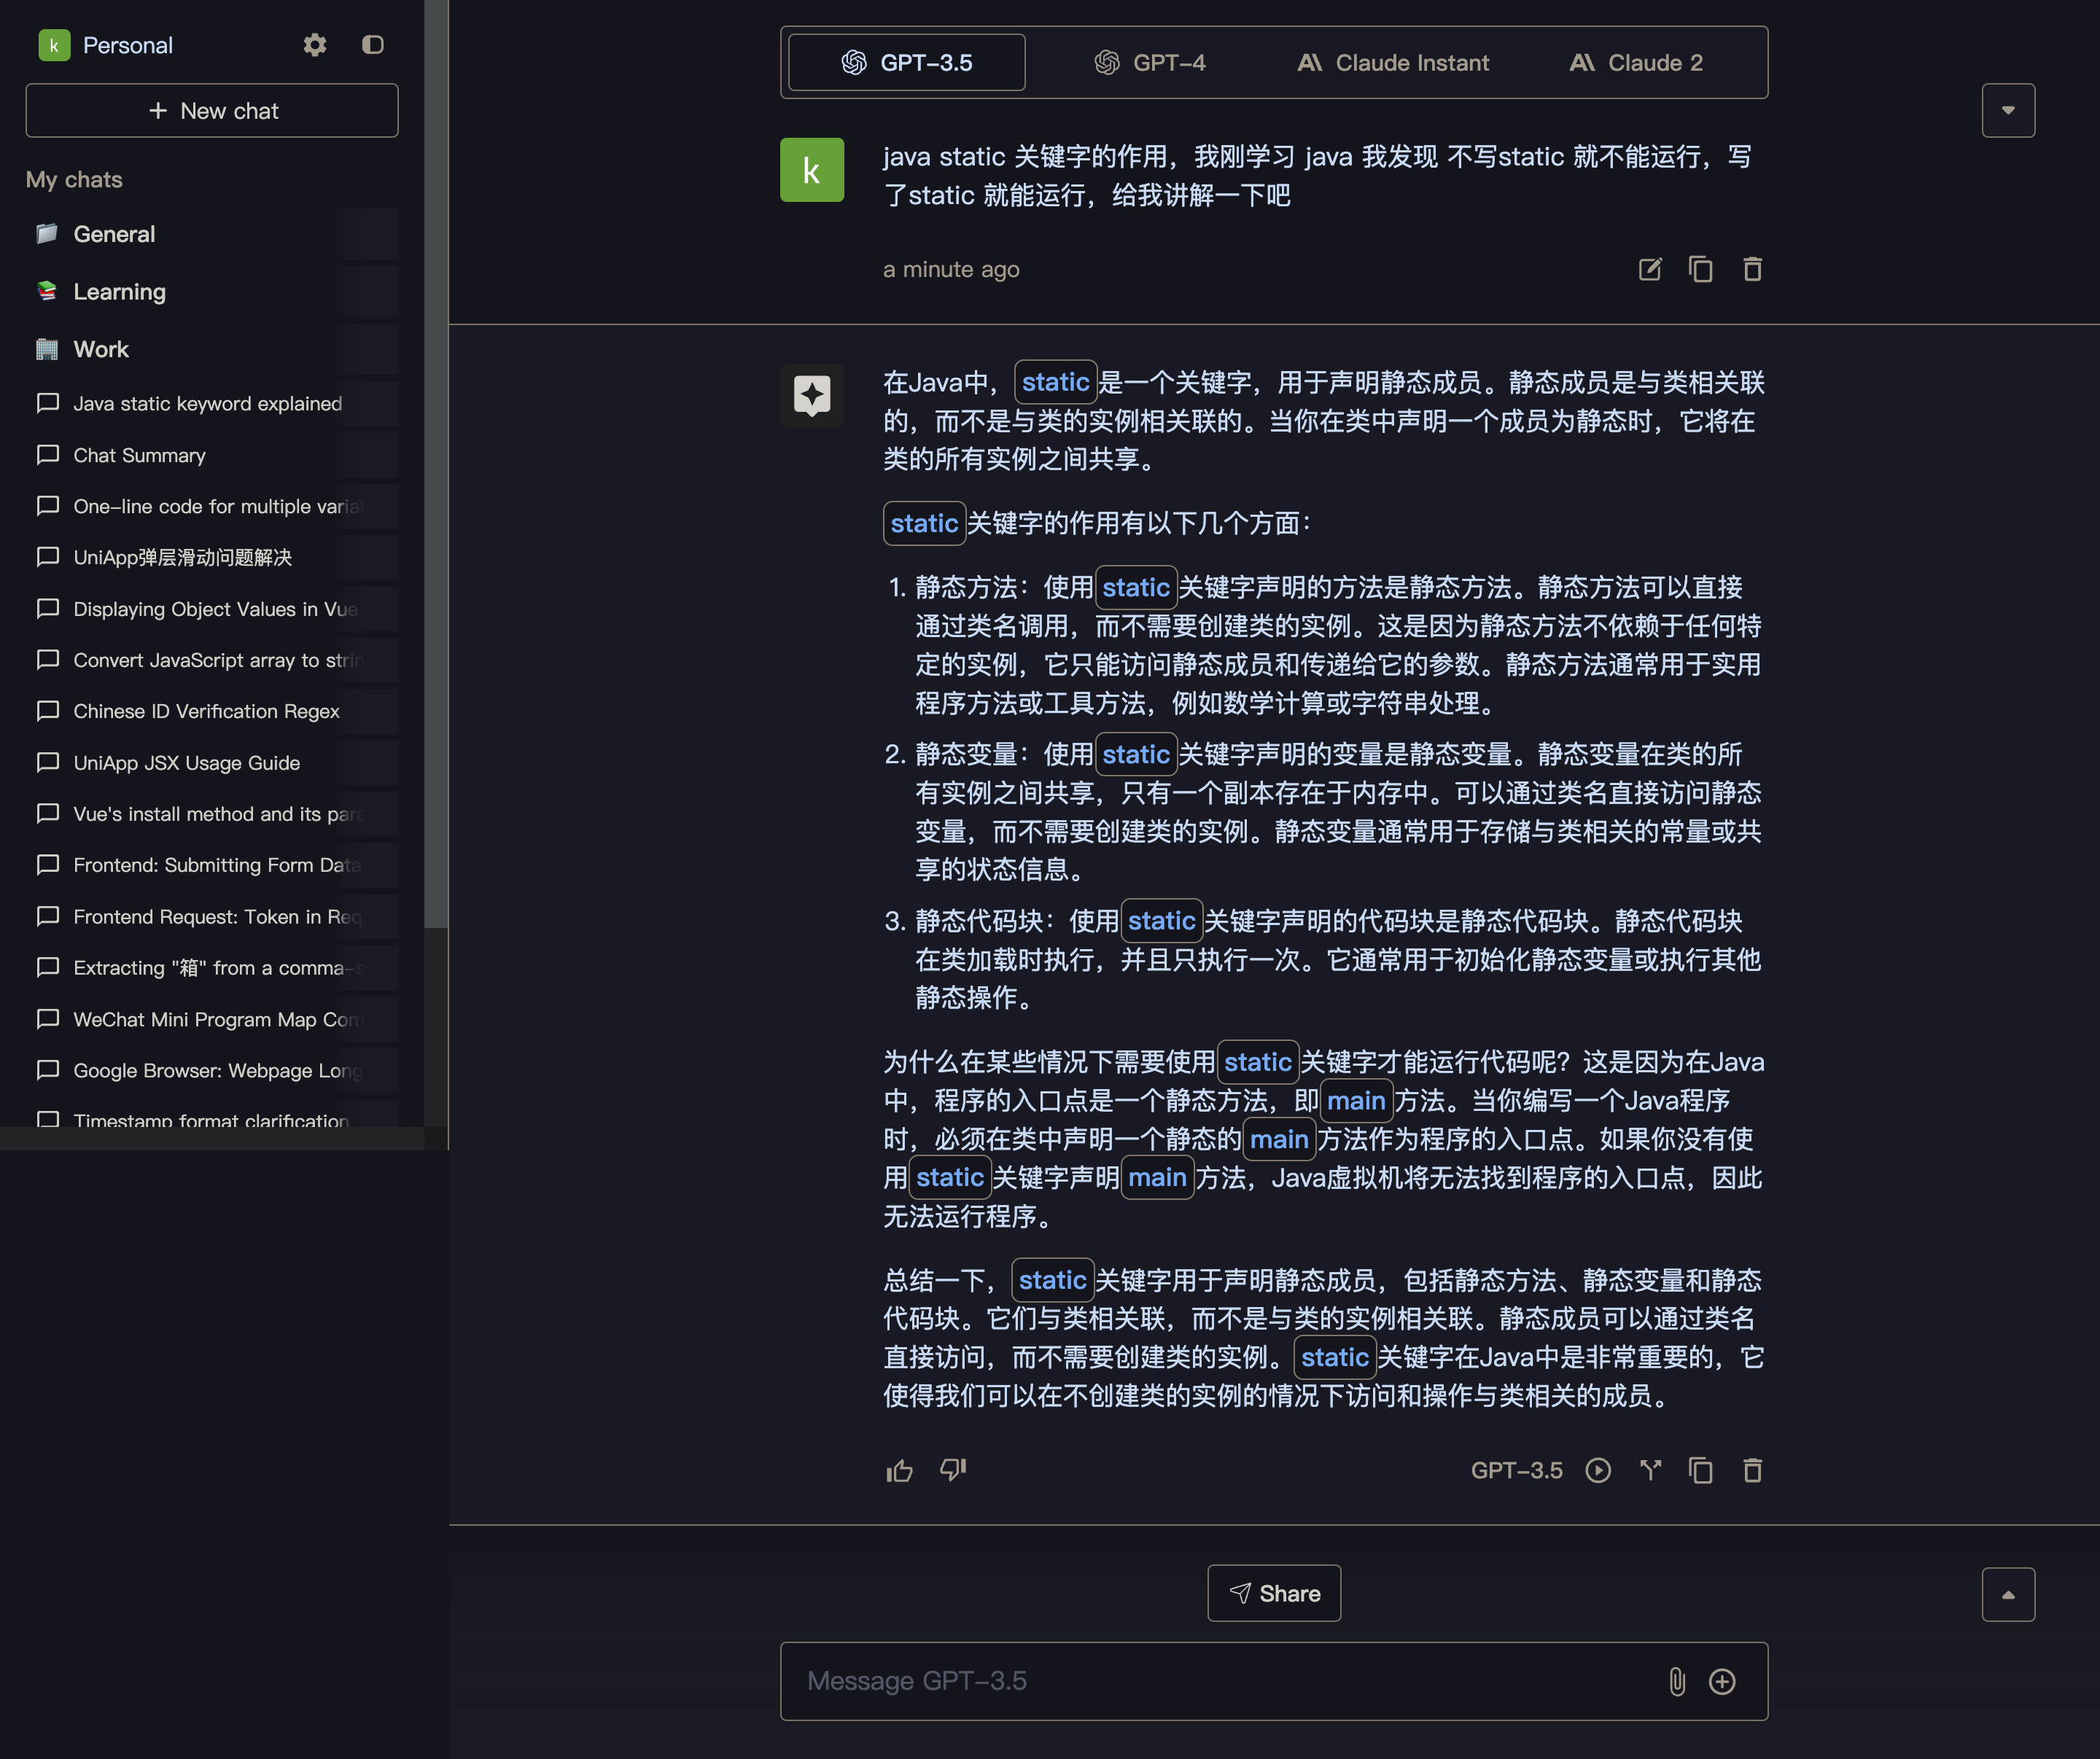 k Personal
+ New chat
My chats
General
Learning
Work
Java static keyword explained
Chat Summary
One-line code for multiple varia
UniApp弹层滑动问题解决
Displaying Object Values in Vue
Convert JavaScript array to strin
Chinese ID Verification Regex
UniApp JSX Usage Guide
Vue's install method and its para
Frontend: Submitting Form Data
Frontend Request: Token in Req
Extracting "箱" from a comma-s
WeChat Mini Program Map Com
Google Browser: Webpage Long
Timestamp format clarification
GPT-3.5 GPT-4 Claude Instant Claude 2
k
java static 关键字的作用，我刚学习 java 我发现 不写static 就不能运行，写
了static 就能运行，给我讲解一下吧
a minute ago
在Java中，static是一个关键字，用于声明静态成员。静态成员是与类相关联
的，而不是与类的实例相关联的。当你在类中声明一个成员为静态时，它将在
类的所有实例之间共享。
static关键字的作用有以下几个方面：
1. 静态方法：使用static关键字声明的方法是静态方法。静态方法可以直接
通过类名调用，而不需要创建类的实例。这是因为静态方法不依赖于任何特
定的实例，它只能访问静态成员和传递给它的参数。静态方法通常用于实用
程序方法或工具方法，例如数学计算或字符串处理。
2. 静态变量：使用static关键字声明的变量是静态变量。静态变量在类的所
有实例之间共享，只有一个副本存在于内存中。可以通过类名直接访问静态
变量，而不需要创建类的实例。静态变量通常用于存储与类相关的常量或共
享的状态信息。
3. 静态代码块：使用static关键字声明的代码块是静态代码块。静态代码块
在类加载时执行，并且只执行一次。它通常用于初始化静态变量或执行其他
静态操作。
为什么在某些情况下需要使用static关键字才能运行代码呢？这是因为在Java
中，程序的入口点是一个静态方法，即main方法。当你编写一个Java程序
时，必须在类中声明一个静态的main方法作为程序的入口点。如果你没有使
用static关键字声明main方法，Java虚拟机将无法找到程序的入口点，因此
无法运行程序。
总结一下，static关键字用于声明静态成员，包括静态方法、静态变量和静态
代码块。它们与类相关联，而不是与类的实例相关联。静态成员可以通过类名
直接访问，而不需要创建类的实例。static关键字在Java中是非常重要的，它
使得我们可以在不创建类的实例的情况下访问和操作与类相关的成员。
GPT-3.5
Share
Message GPT-3.5